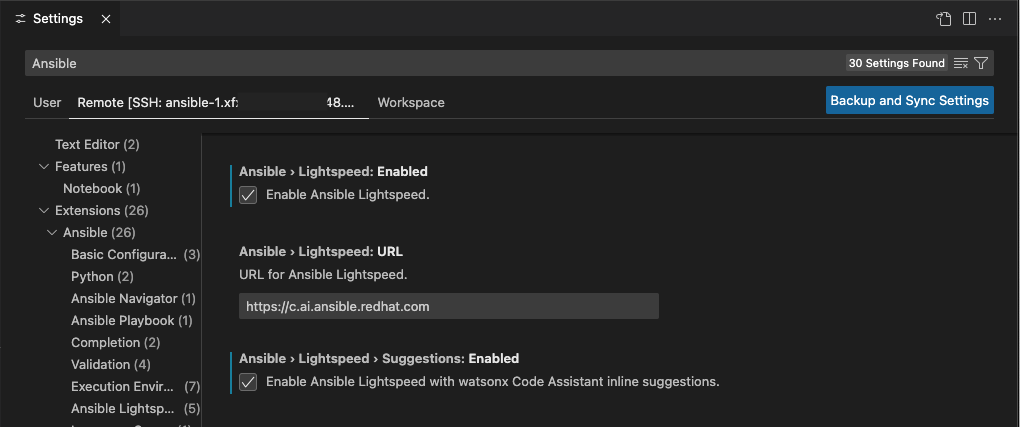 Settings
Ansible
30 Settings Found
User
Remote [SSH: ansible-1.xf 48....
Workspace
Backup and Sync Settings
Text Editor (2)
Features (1)
Notebook (1)
Extensions (26)
Ansible (26)
Basic Configura... (3)
Python (2)
Ansible Navigator (1)
Ansible Playbook (1)
Completion (2)
Validation (4)
Execution Envir... (7)
Ansible Lightsp... (5)
Ansible › Lightspeed: Enabled
Enable Ansible Lightspeed.
Ansible › Lightspeed: URL
URL for Ansible Lightspeed.
https://c.ai.ansible.redhat.com
Ansible › Lightspeed › Suggestions: Enabled
Enable Ansible Lightspeed with watsonx Code Assistant inline suggestions.